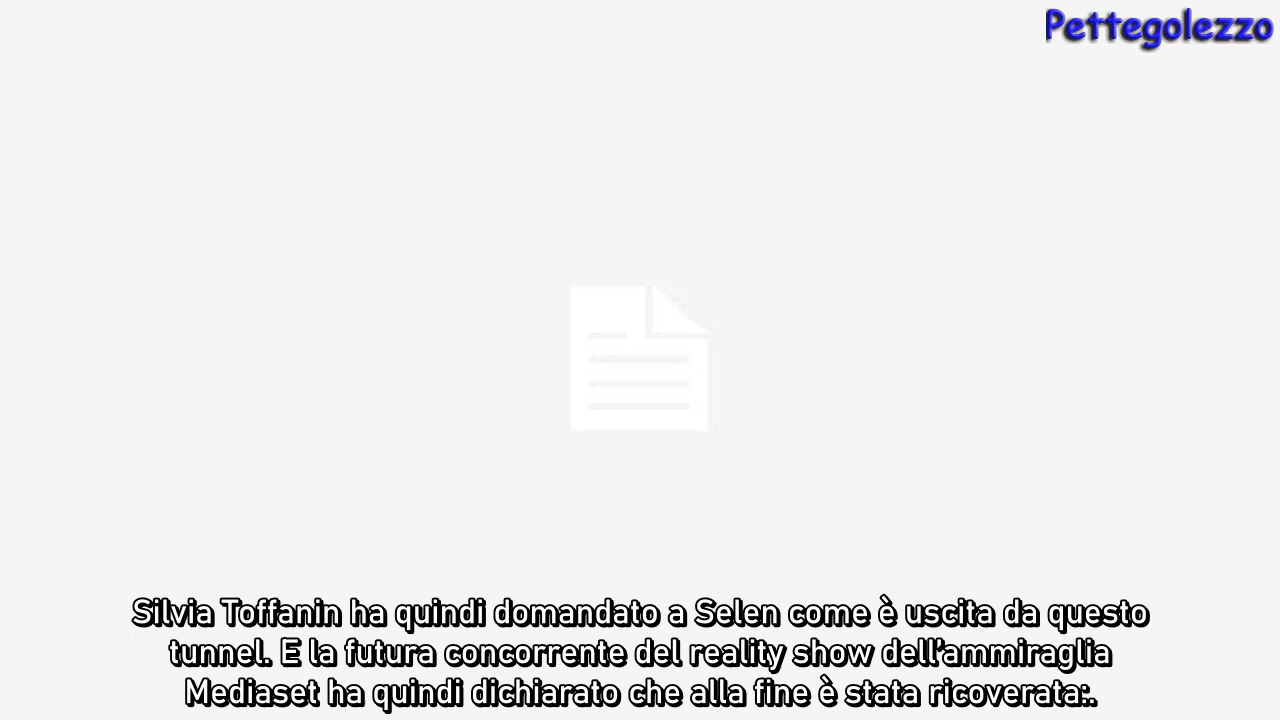 Pettegolezzo
Silvia Toffanin ha quindi domandato a Selen come è uscita da questo
tunnel. E la futura concorrente del reality show dell'ammiraglia
Mediaset ha quindi dichiarato che alla fine è stata ricoverata:.